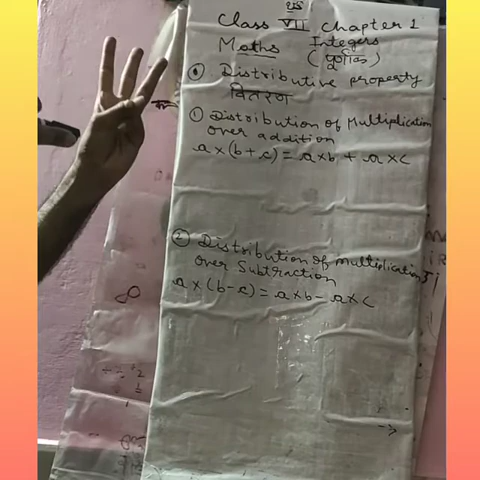 Class VII Chapter 1
Maths Integers
(पूर्णांक)
Distributive property
वितरण
① Distribution of Multiplication
over addition
a×(b+c) = a×b + a×c
② Distribution of multiplication
over Subtraction
a×(b-c) = a×b - a×c